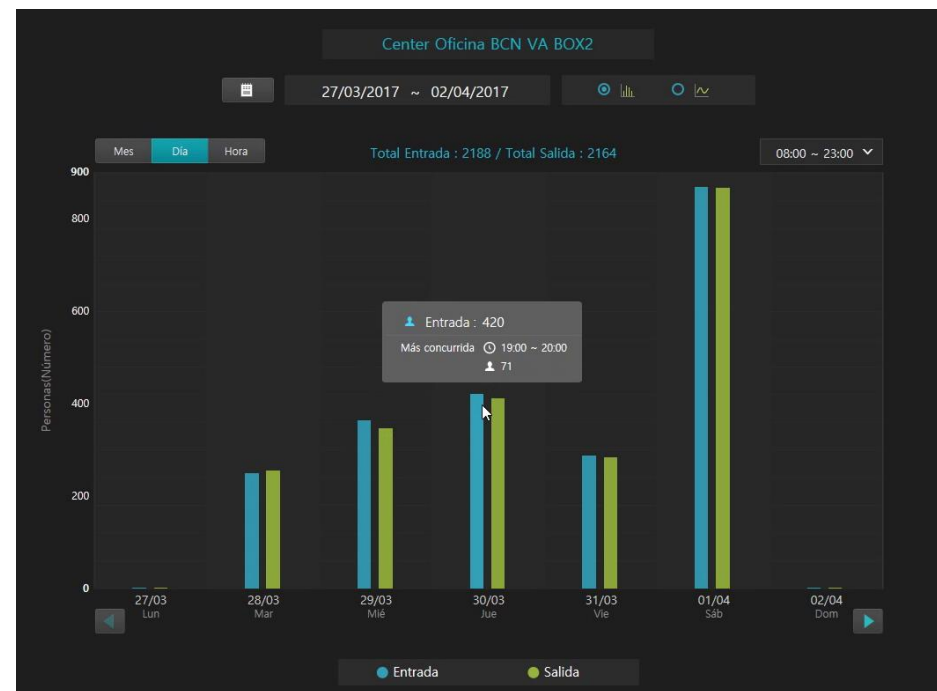 Center Oficina BCN VA BOX2
27/03/2017 ~ 02/04/2017
Mes Día Hora
Total Entrada : 2188 / Total Salida : 2164
08:00 ~ 23:00
900
800
600
400
200
0
Personas(Número)
Entrada : 420
Más concurrida 19:00 ~ 20:00
71
27/03 28/03 29/03 30/03 31/03 01/04 02/04
Lun Mar Mié Jue Vie Sáb Dom
Entrada Salida